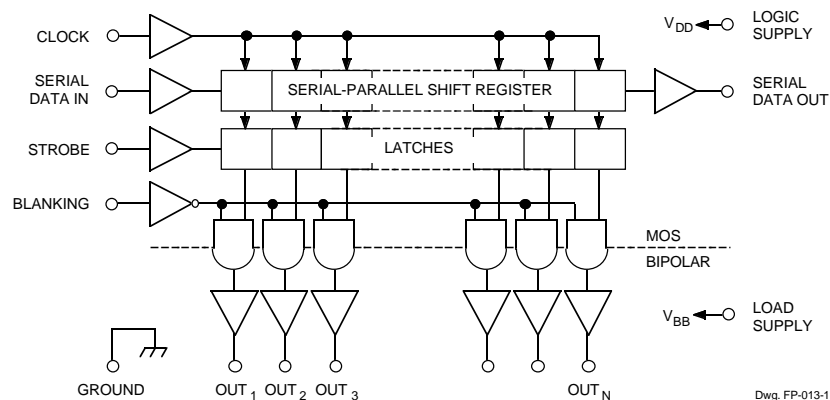 CLOCK
V_DD
LOGIC
SUPPLY
SERIAL
DATA IN
SERIAL-PARALLEL SHIFT REGISTER
SERIAL
DATA OUT
STROBE
LATCHES
BLANKING
MOS
BIPOLAR
V_BB
LOAD
SUPPLY
GROUND
OUT_1 OUT_2 OUT_3
OUT_N
Dwg. FP-013-1